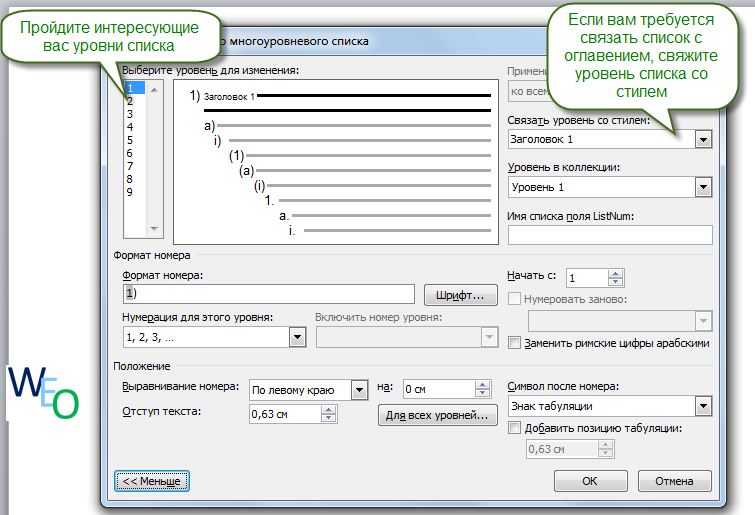 Пройдите интересующие
вас уровни списка
Если вам требуется
связать список с
оглавением, свяжите
уровень списка со
стилем
многоуровневого списка
Выберите уровень для изменения:
1
2
3
4
5
6
7
8
9
1) Заголовок 1
a)
i)
(1)
(a)
(i)
1.
a.
i.
ко всем
Связать уровень со стилем:
Заголовок 1
Уровень в коллекции:
Уровень 1
Имя списка поля ListNum:
Формат номера
Формат номера:
1)
Шрифт...
Начать с:
1
Нумеровать заново:
Нумерация для этого уровня:
Включить номер уровня:
1, 2, 3, ...
Заменить римские цифры арабскими
Положение
Выравнивание номера:
По левому краю
на:
0 см
Символ после номера:
Отступ текста:
0,63 см
Для всех уровней...
Знак табуляции
Добавить позицию табуляции:
0,63 см
<< Меньше
ОК
Отмена
WEO